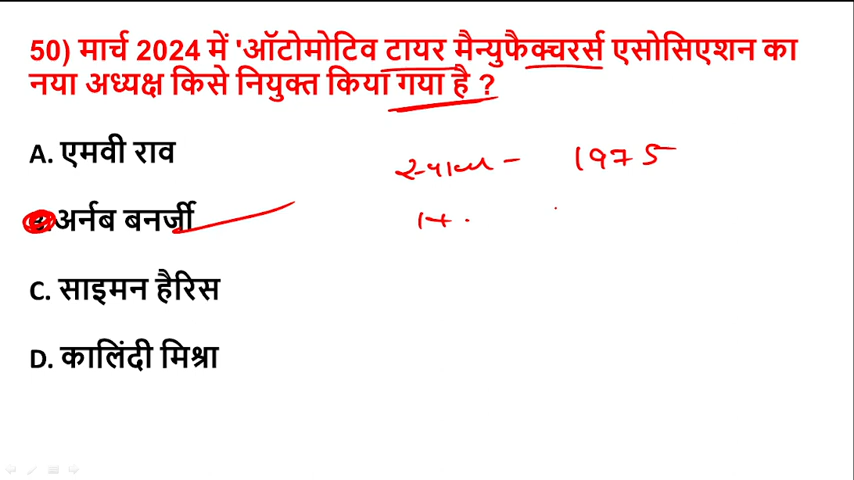 50) मार्च 2024 में 'ऑटोमोटिव टायर मैन्युफैक्चरर्स एसोसिएशन का
नया अध्यक्ष किसे नियुक्त किया गया है ?
A. एमवी राव
अर्नब बनर्जी
1975
C. साइमन हैरिस
D. कालिंदी मिश्रा